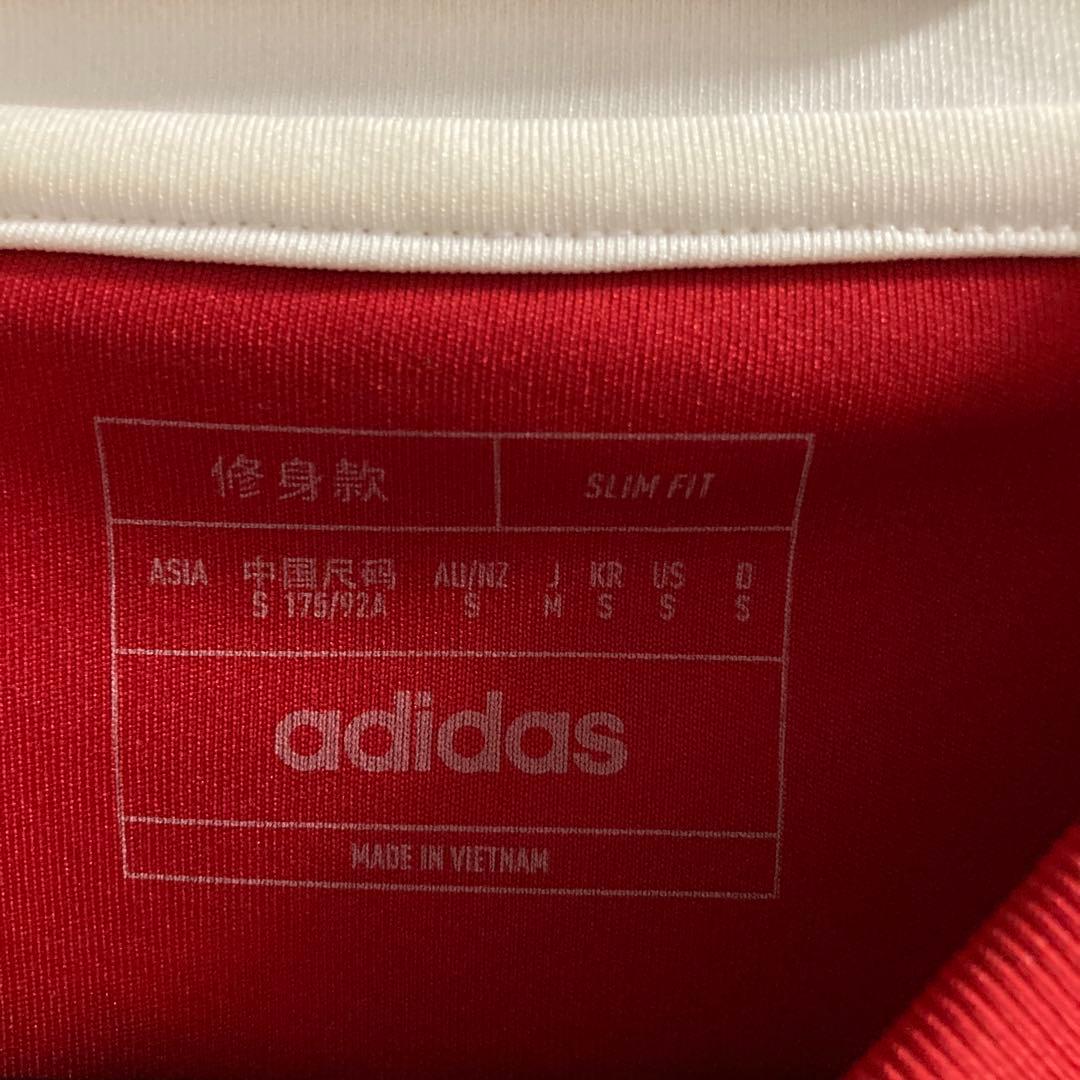 修身款 SLIM FIT
ASIA 中国尺码 AU/NZ J KR US D
S 175/92A S M S S S
adidas
MADE IN VIETNAM